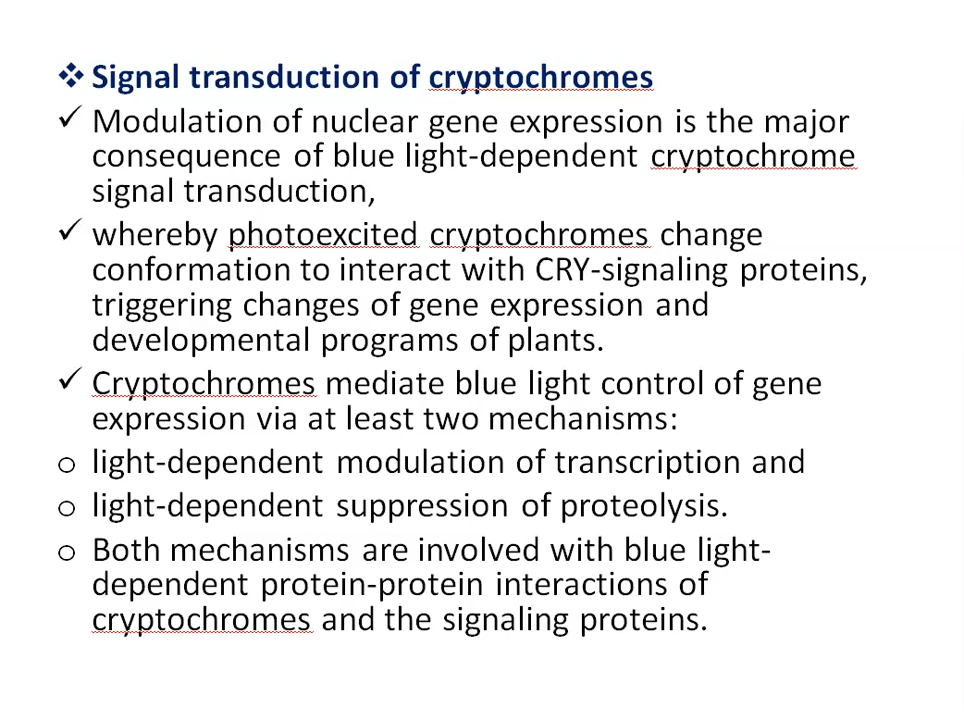 ❖ Signal transduction of cryptochromes
✓ Modulation of nuclear gene expression is the major
consequence of blue light-dependent cryptochrome
signal transduction,
✓ whereby photoexcited cryptochromes change
conformation to interact with CRY-signaling proteins,
triggering changes of gene expression and
developmental programs of plants.
✓ Cryptochromes mediate blue light control of gene
expression via at least two mechanisms:
o light-dependent modulation of transcription and
o light-dependent suppression of proteolysis.
o Both mechanisms are involved with blue light-
dependent protein-protein interactions of
cryptochromes and the signaling proteins.